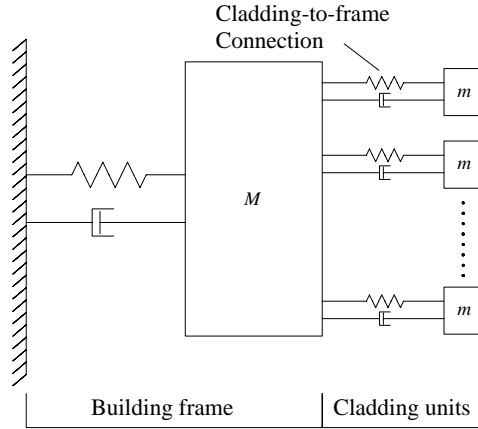 Cladding-to-frame
Connection
m
m
M
m
Building frame
Cladding units